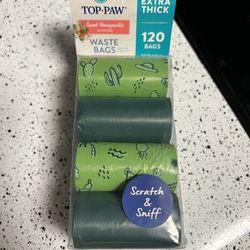 TOP PAW
EXTRA
THICK
Sweet Honeysuckle
WASTE
BAGS
120
BAGS
Scratch
&
Sniff